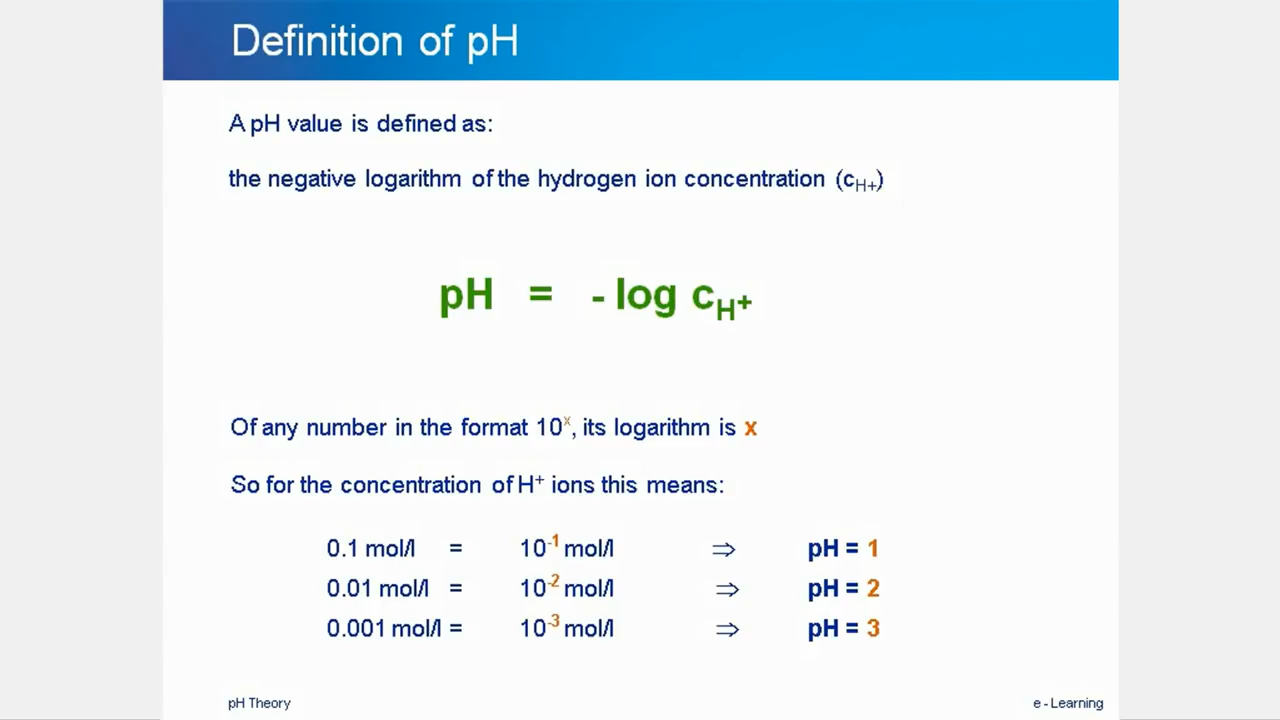 Definition of pH
A pH value is defined as:
the negative logarithm of the hydrogen ion concentration (c_H+)
pH = - log c_H+
Of any number in the format 10^x, its logarithm is x
So for the concentration of H⁺ ions this means:
0.1 mol/l = 10⁻¹ mol/l ⇒ pH = 1
0.01 mol/l = 10⁻² mol/l ⇒ pH = 2
0.001 mol/l = 10⁻³ mol/l ⇒ pH = 3
pH Theory e - Learning